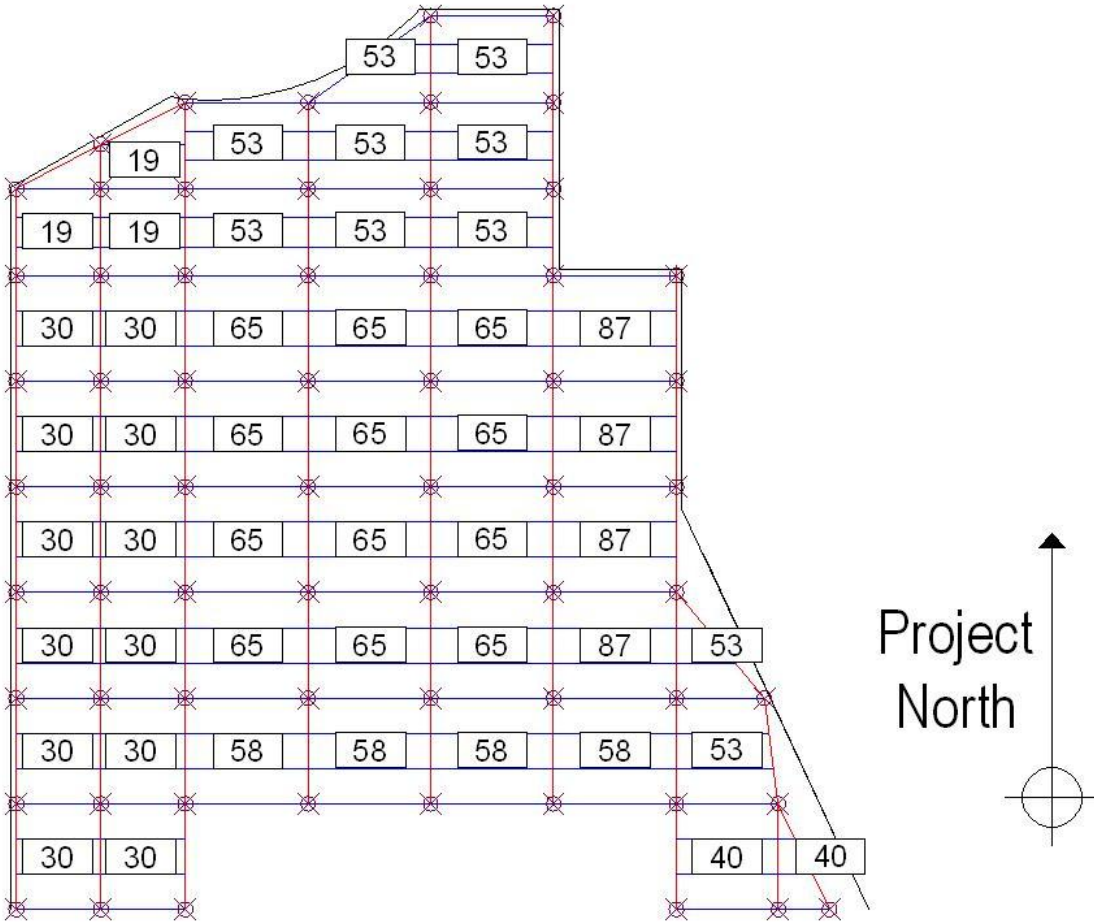 53 53
19 53 53 53
19 19 53 53 53
30 30 65 65 65 87
30 30 65 65 65 87
30 30 65 65 65 87
30 30 65 65 65 87 53
30 30 58 58 58 58 53
30 30 40 40
Project
North